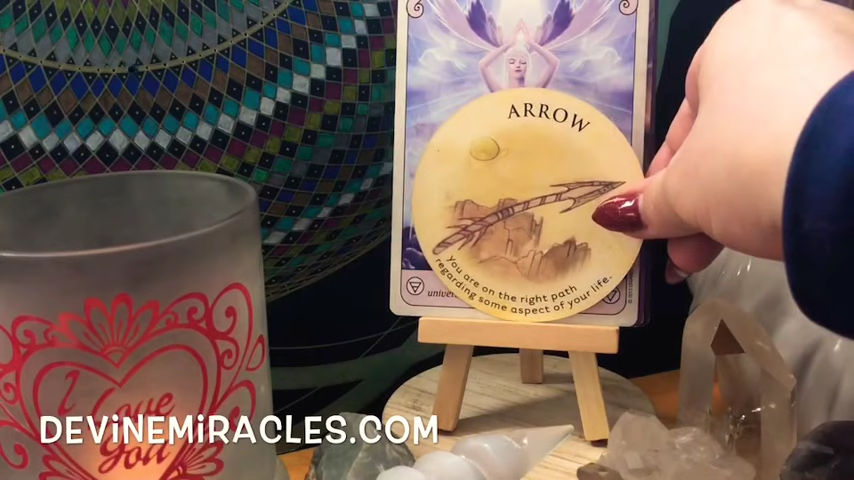 ARROW
You are on the right path
regarding some aspect of your life.
I Love
You
DEViNEMiRACLES.COM